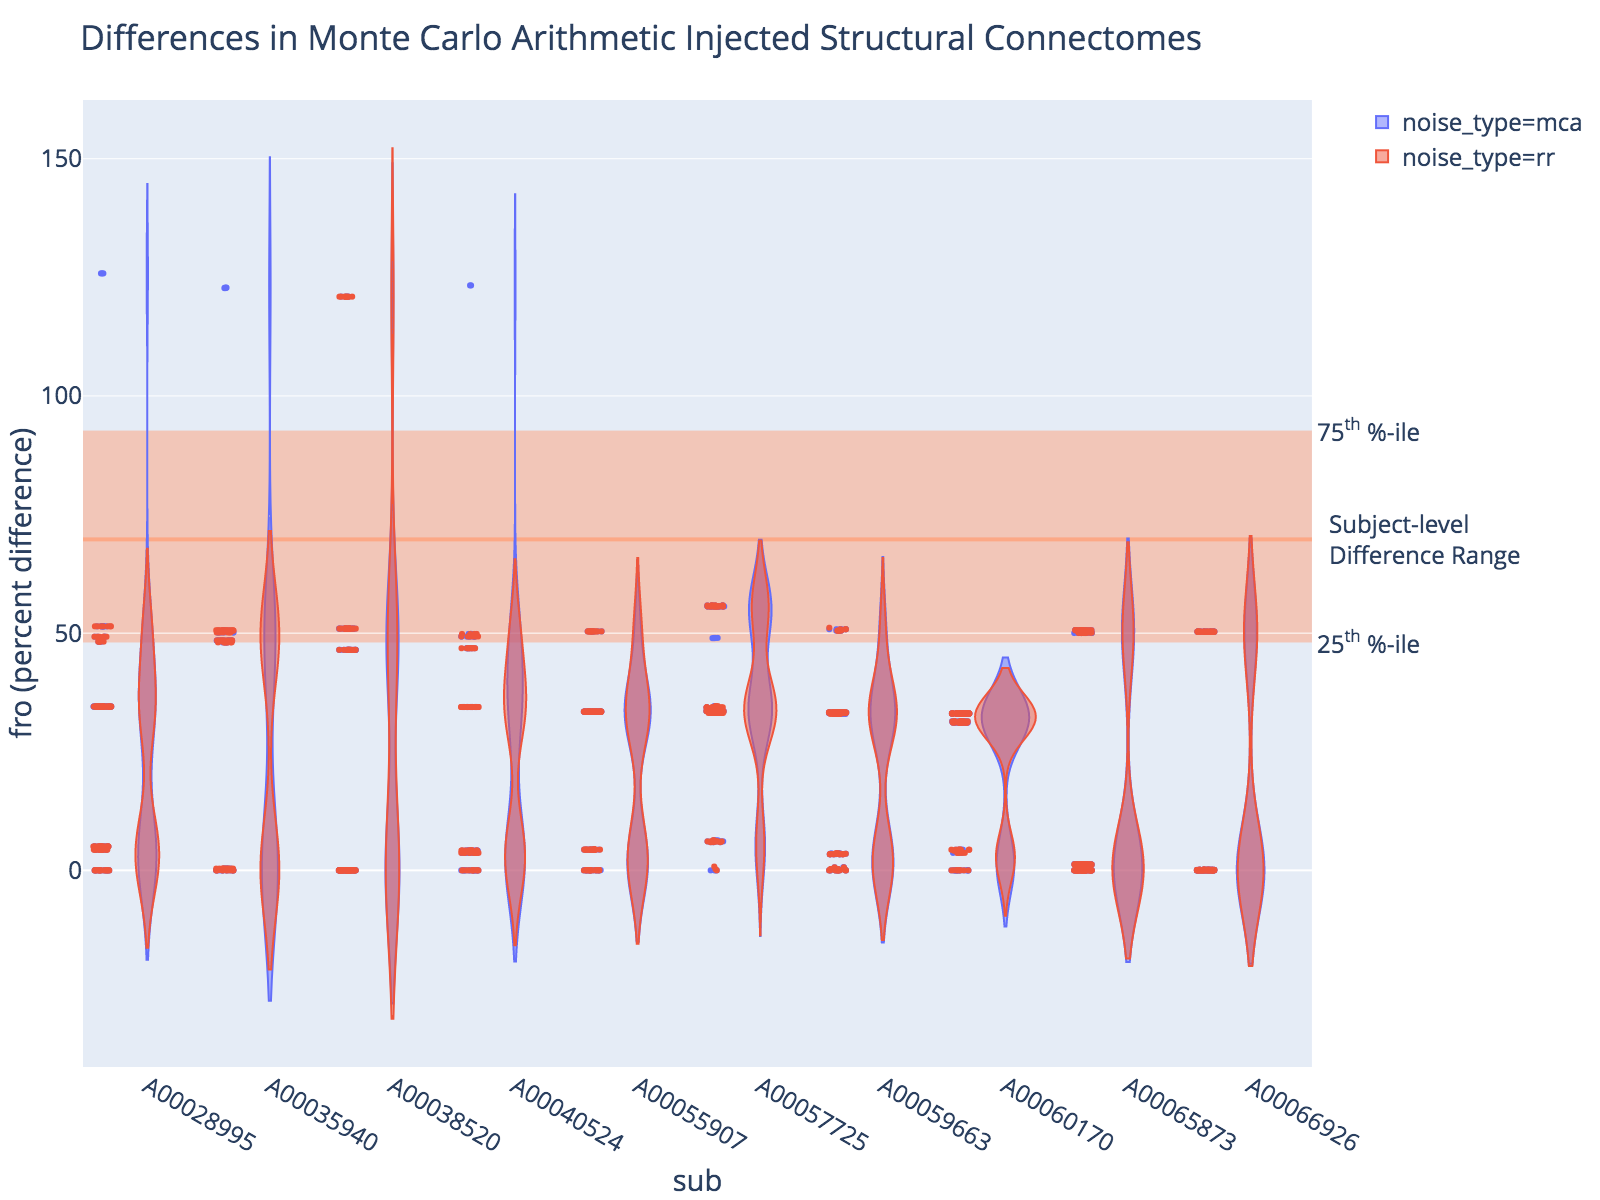 Differences in Monte Carlo Arithmetic Injected Structural Connectomes
noise_type=mca
noise_type=rr
150
100
50
0
fro (percent difference)
75th %-ile
Subject-level
Difference Range
25th %-ile
A00028995
A00035940
A00038520
A00040524
A00055907
A00057725
A00059663
A00060170
A00065873
A00066926
sub